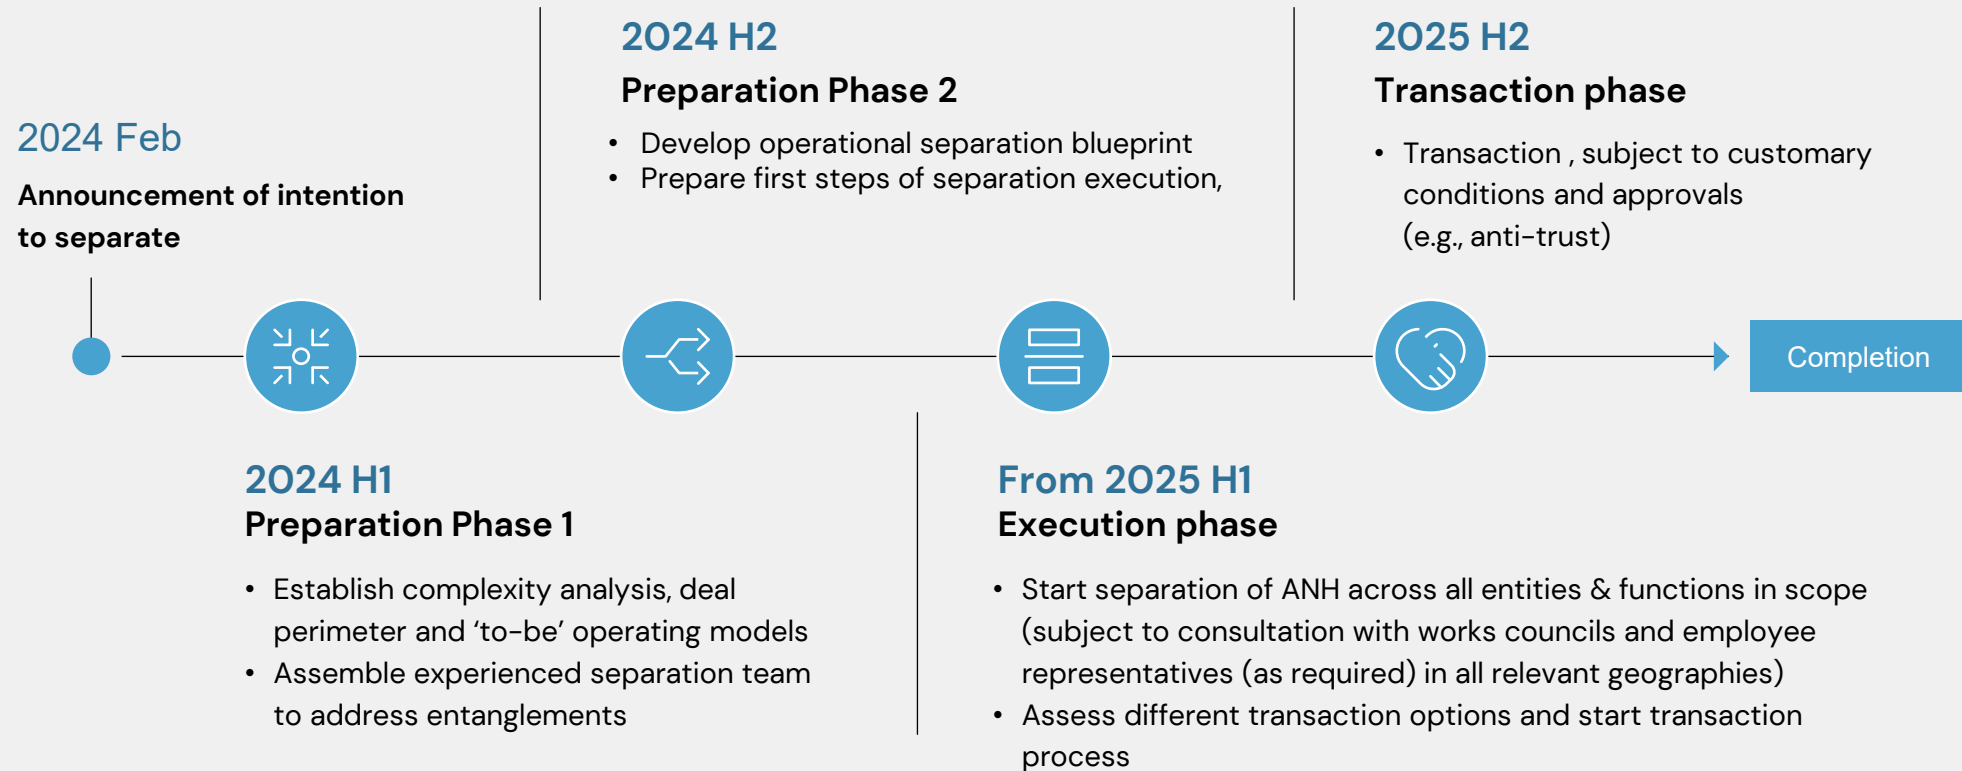 2024 Feb
Announcement of intention
to separate
2024 H1
Preparation Phase 1
• Establish complexity analysis, deal
perimeter and ‘to-be’ operating models
• Assemble experienced separation team
to address entanglements
2024 H2
Preparation Phase 2
• Develop operational separation blueprint
• Prepare first steps of separation execution,
From 2025 H1
Execution phase
• Start separation of ANH across all entities & functions in scope
(subject to consultation with works councils and employee
representatives (as required) in all relevant geographies)
• Assess different transaction options and start transaction
process
2025 H2
Transaction phase
• Transaction , subject to customary
conditions and approvals
(e.g., anti-trust)
Completion